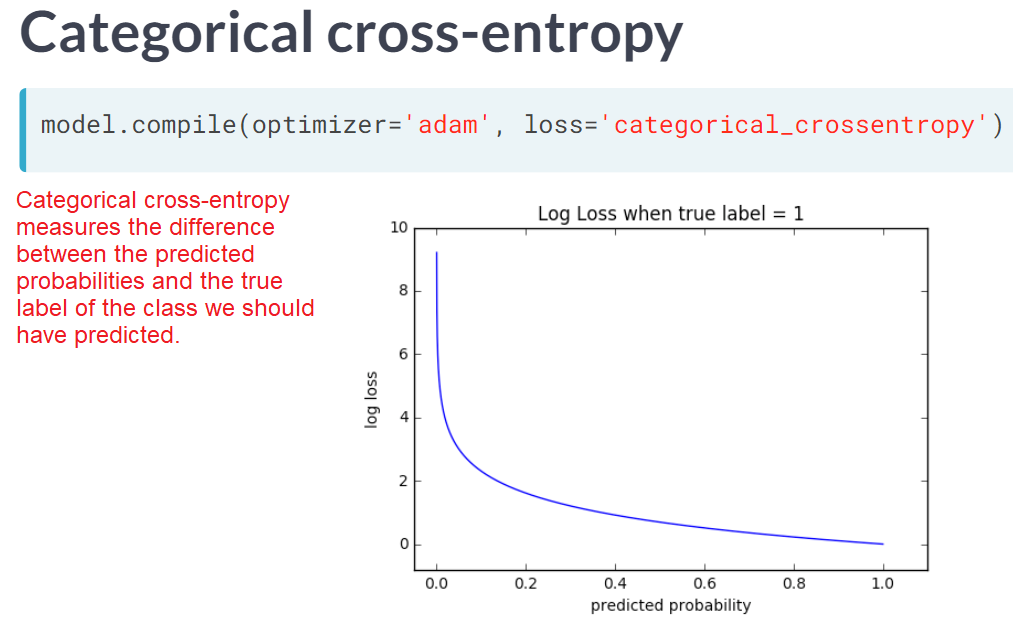 Categorical cross-entropy
model.compile(optimizer='adam', loss='categorical_crossentropy')
Categorical cross-entropy
measures the difference
between the predicted
probabilities and the true
label of the class we should
have predicted.
Log Loss when true label = 1
10
8
6
4
2
0
log loss
0.0 0.2 0.4 0.6 0.8 1.0
predicted probability